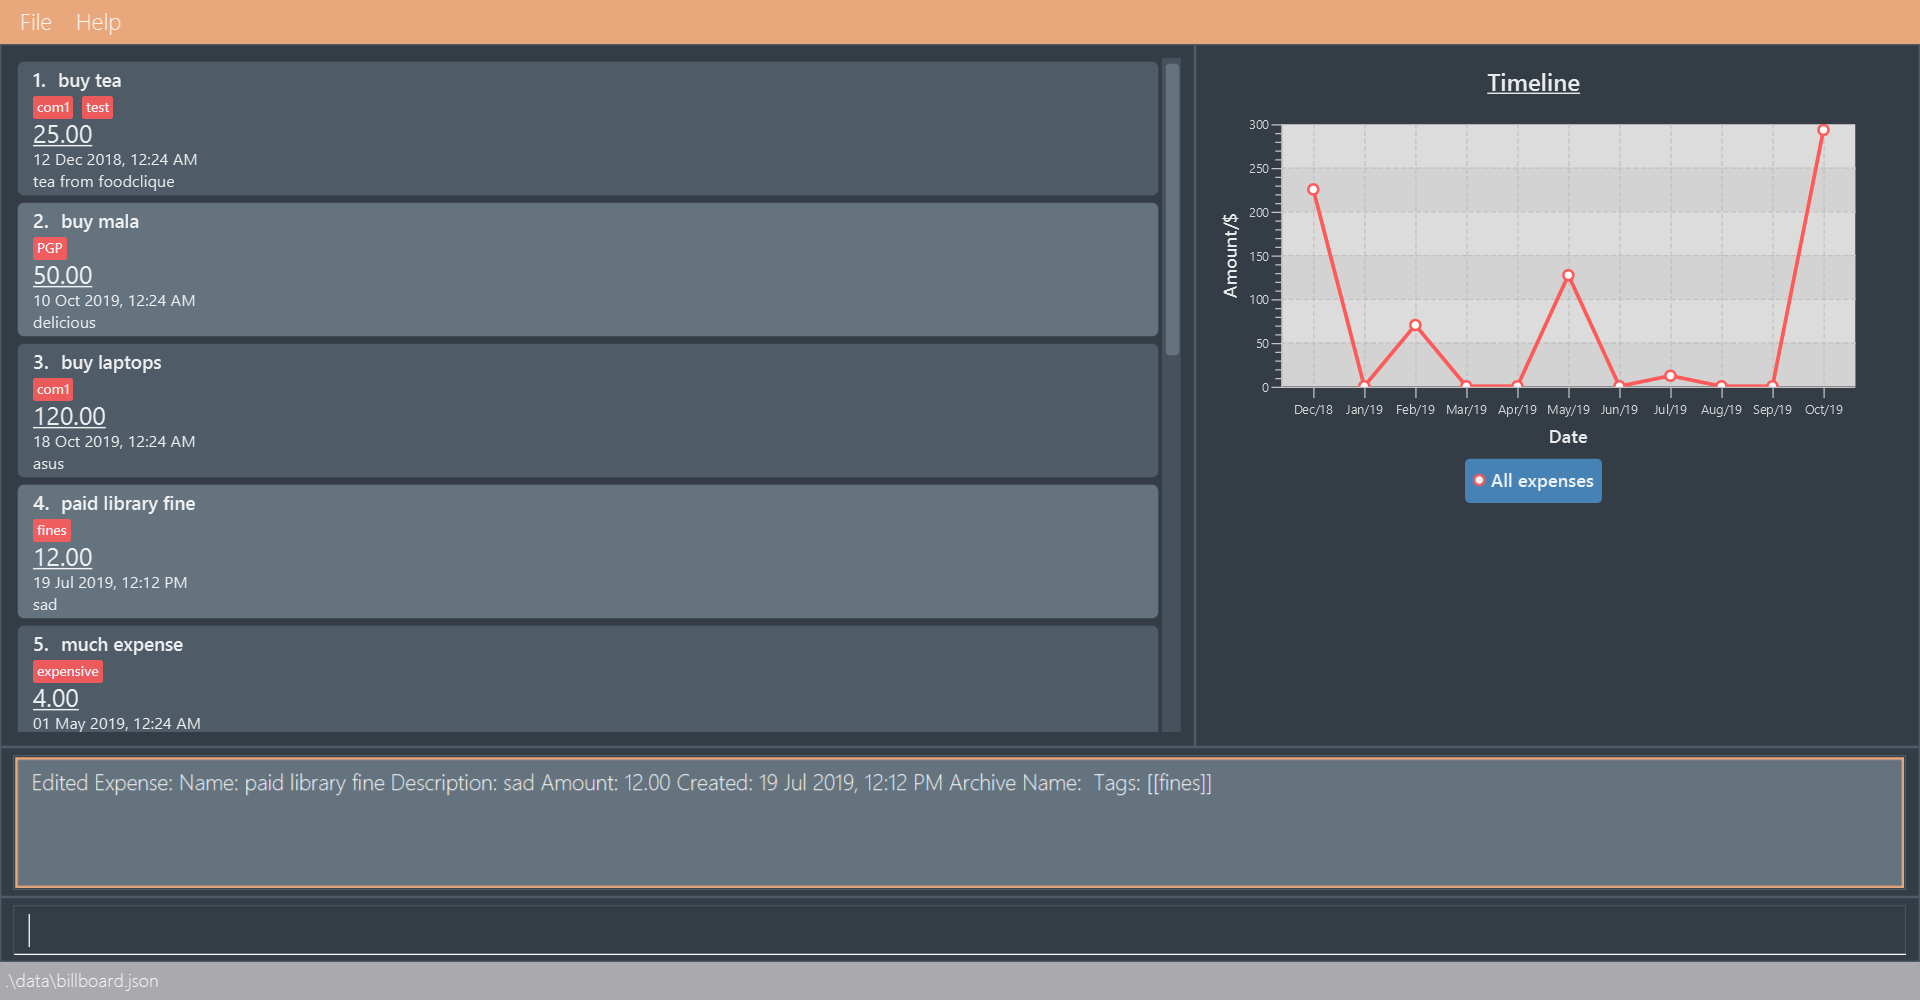 File Help
1. buy tea
com1 test
25.00
12 Dec 2018, 12:24 AM
tea from foodclique
2. buy mala
PGP
50.00
10 Oct 2019, 12:24 AM
delicious
3. buy laptops
com1
120.00
18 Oct 2019, 12:24 AM
asus
4. paid library fine
fines
12.00
19 Jul 2019, 12:12 PM
sad
5. much expense
expensive
4.00
01 May 2019, 12:24 AM
Timeline
Amount/$
300
250
200
150
100
50
0
Dec/18 Jan/19 Feb/19 Mar/19 Apr/19 May/19 Jun/19 Jul/19 Aug/19 Sep/19 Oct/19
Date
All expenses
Edited Expense: Name: paid library fine Description: sad Amount: 12.00 Created: 19 Jul 2019, 12:12 PM Archive Name:  Tags: [[fines]]
.\data\billboard.json